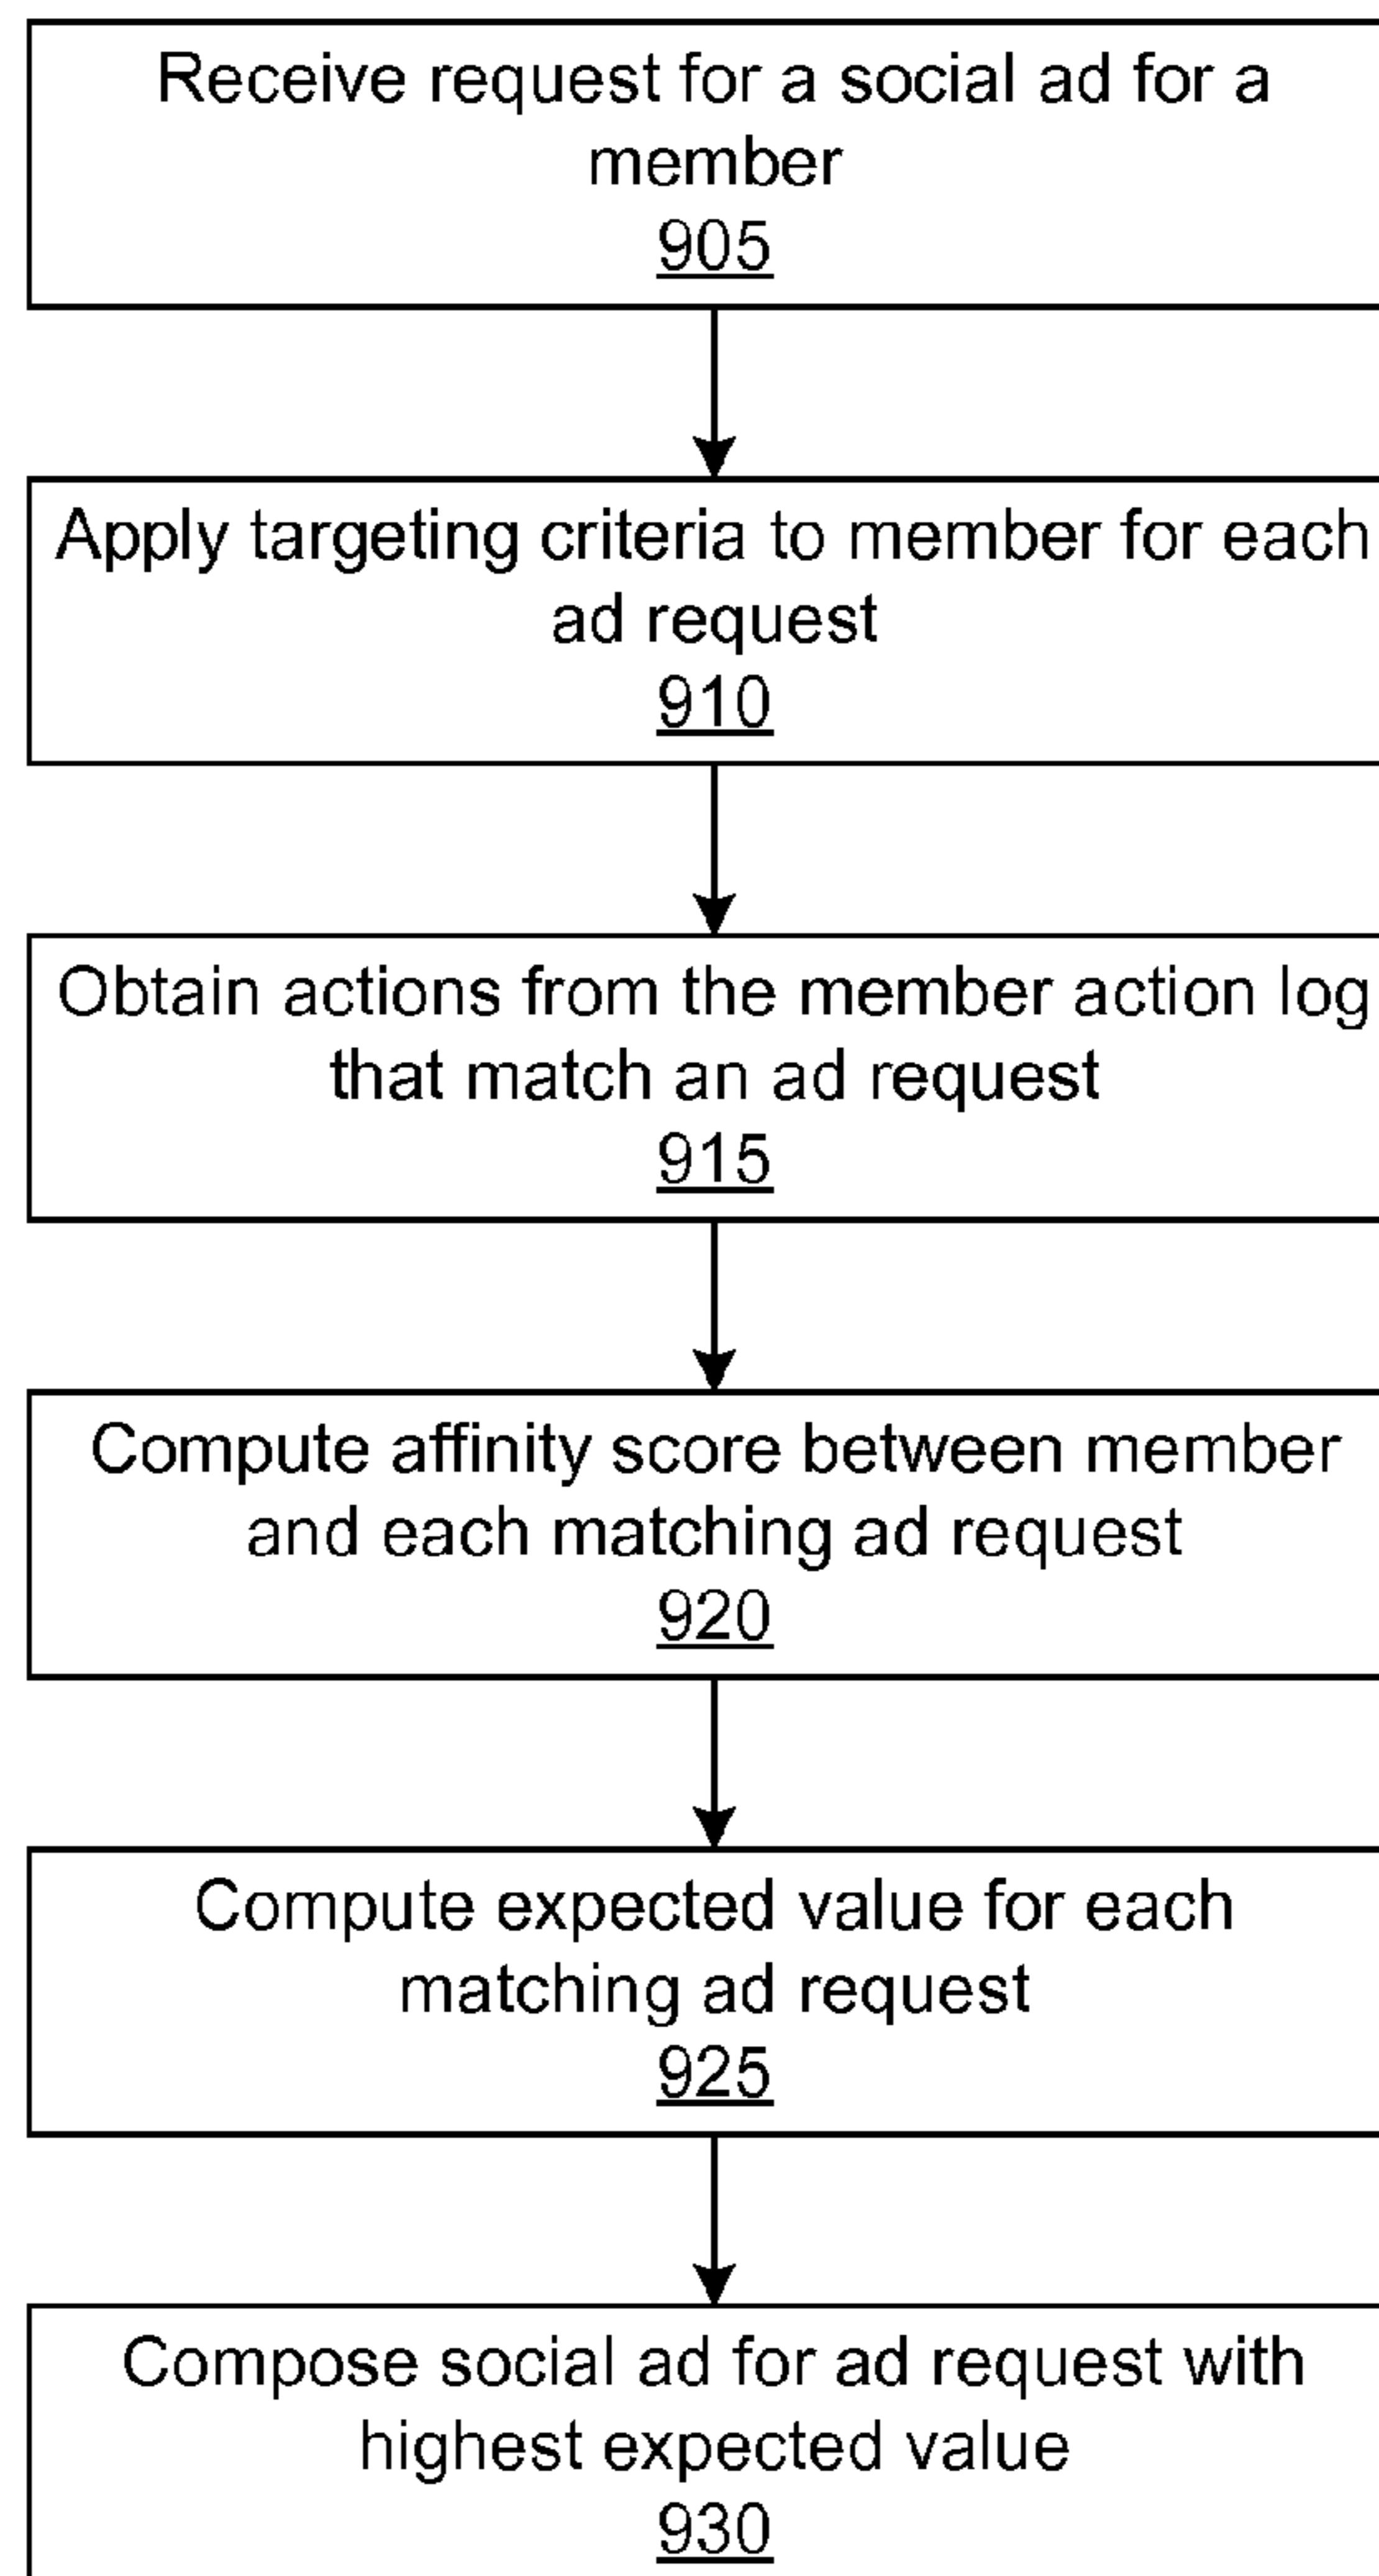 Receive request for a social ad for a
member
905
Apply targeting criteria to member for each
ad request
910
Obtain actions from the member action log
that match an ad request
915
Compute affinity score between member
and each matching ad request
920
Compute expected value for each
matching ad request
925
Compose social ad for ad request with
highest expected value
930